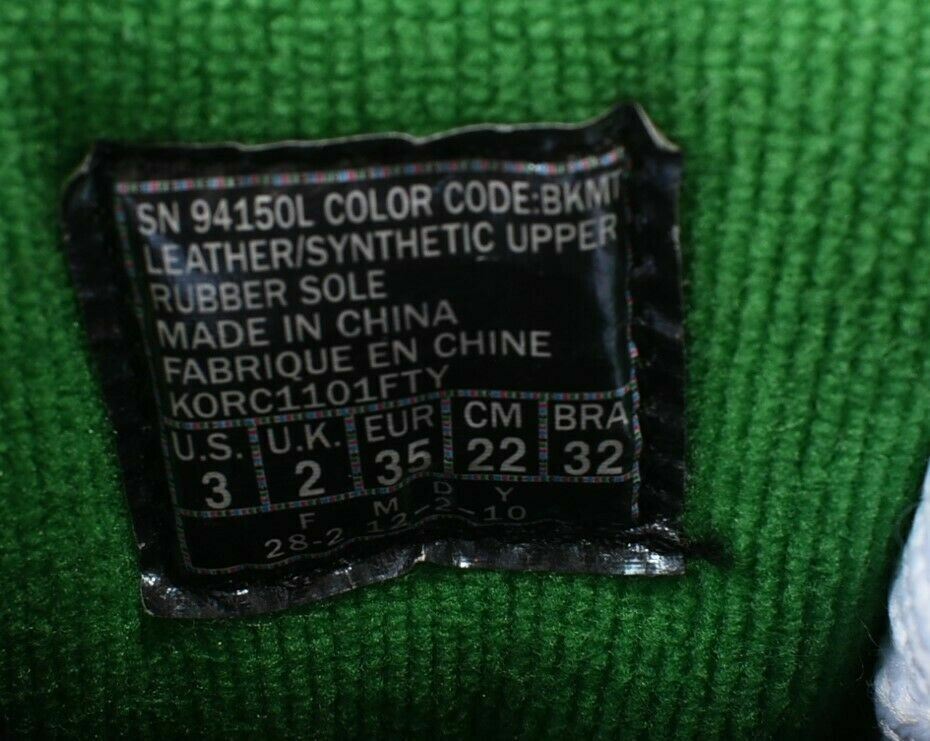 SN 94150L COLOR CODE:BKMT
LEATHER/SYNTHETIC UPPER
RUBBER SOLE
MADE IN CHINA
FABRIQUE EN CHINE
KORC1101FTY
U.S. U.K. EUR CM BRA
3 2 35 22 32
F M D Y
28-2 12-2-10